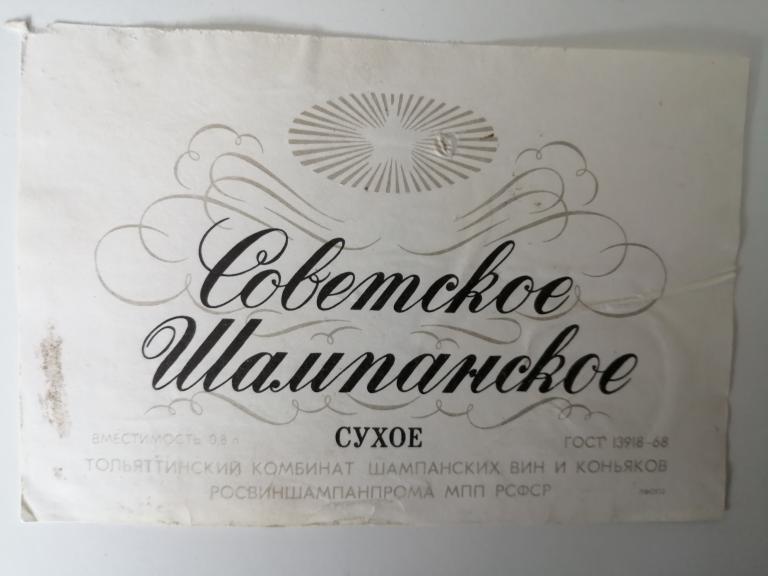 Советское
Шампанское
СУХОЕ
ВМЕСТИМОСТЬ 0,8 л
ГОСТ 13918-68
ТОЛЬЯТТИНСКИЙ КОМБИНАТ ШАМПАНСКИХ ВИН И КОНЬЯКОВ
РОСВИНШАМПАНПРОМА МПП РСФСР